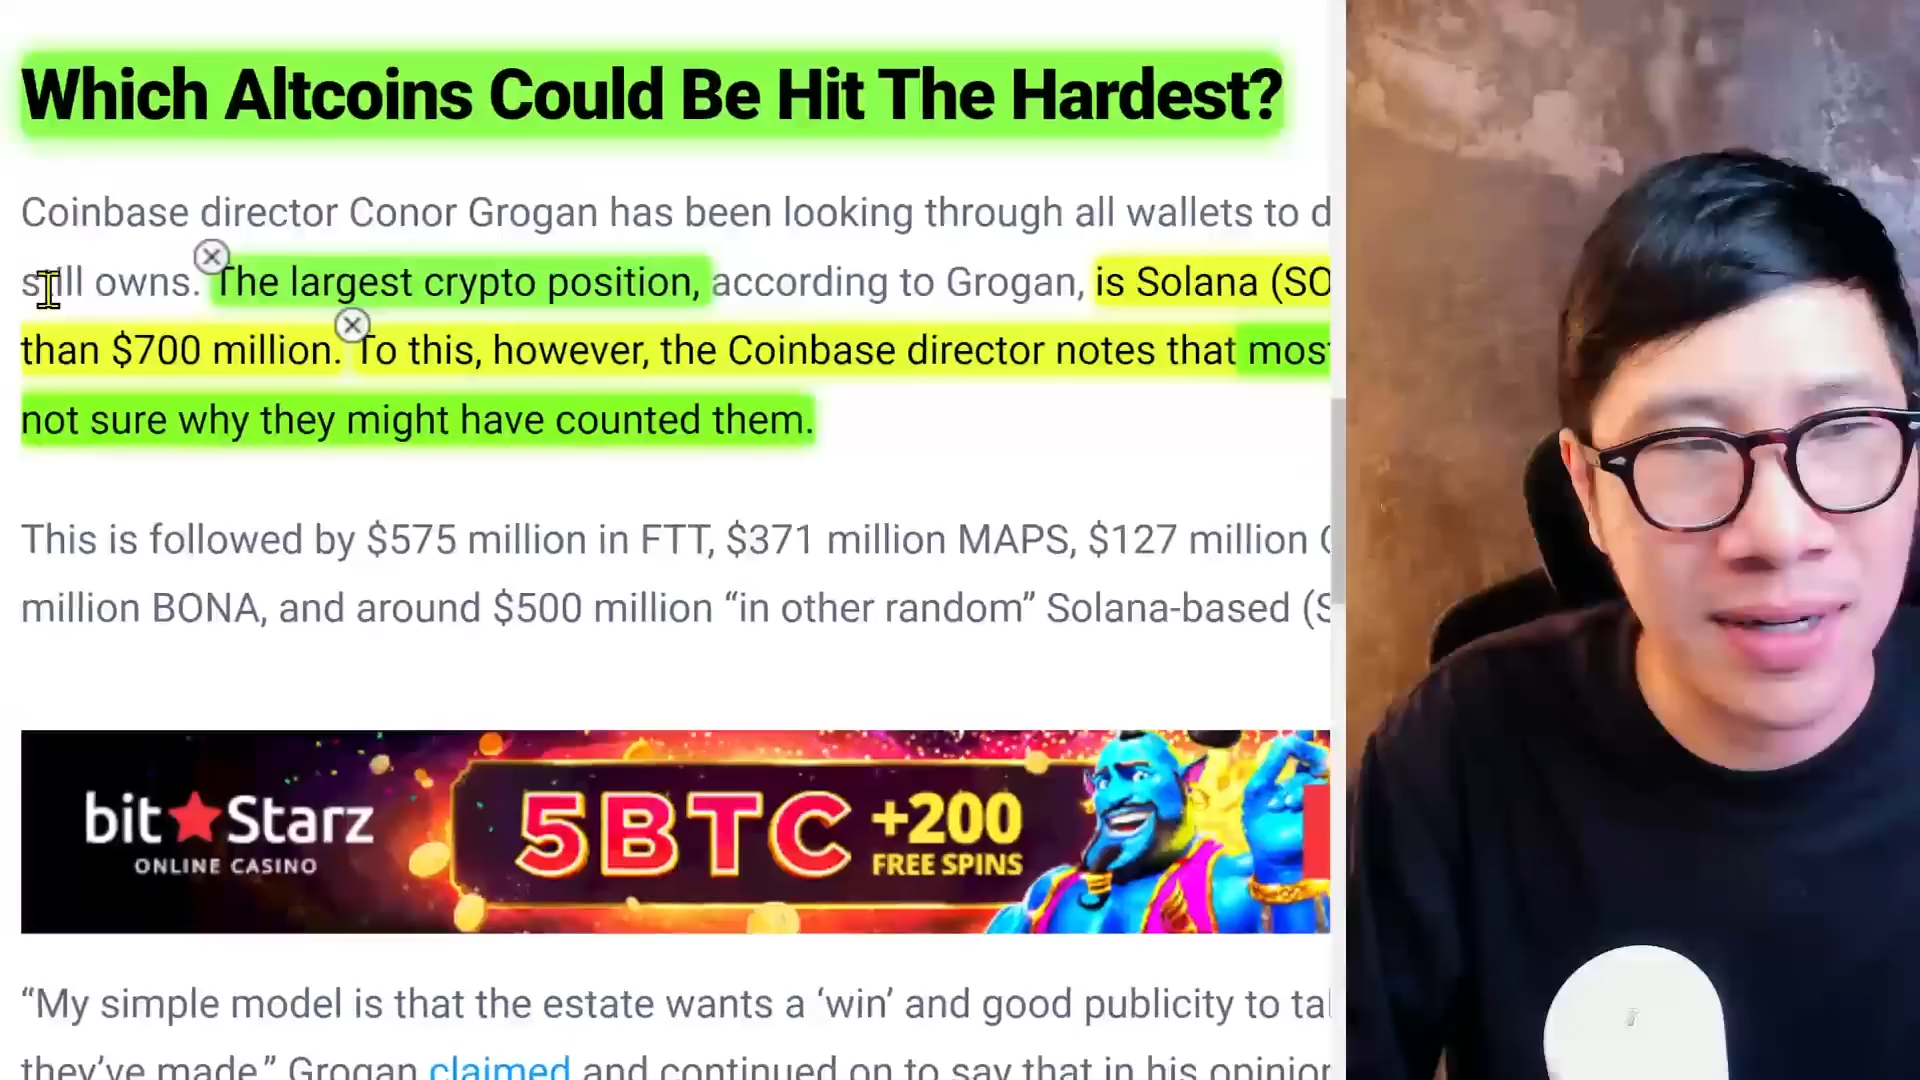 Which Altcoins Could Be Hit The Hardest?
Coinbase director Conor Grogan has been looking through all wallets to
still owns. The largest crypto position, according to Grogan, is Solana (SO
than $700 million. To this, however, the Coinbase director notes that most
not sure why they might have counted them.
This is followed by $575 million in FTT, $371 million MAPS, $127 million
million BONA, and around $500 million “in other random” Solana-based (S
bit Starz
ONLINE CASINO
5BTC
+200
FREE SPINS
“My simple model is that the estate wants a ‘win’ and good publicity to
they’ve made,” Grogan claimed and continued on to say that in his opinion